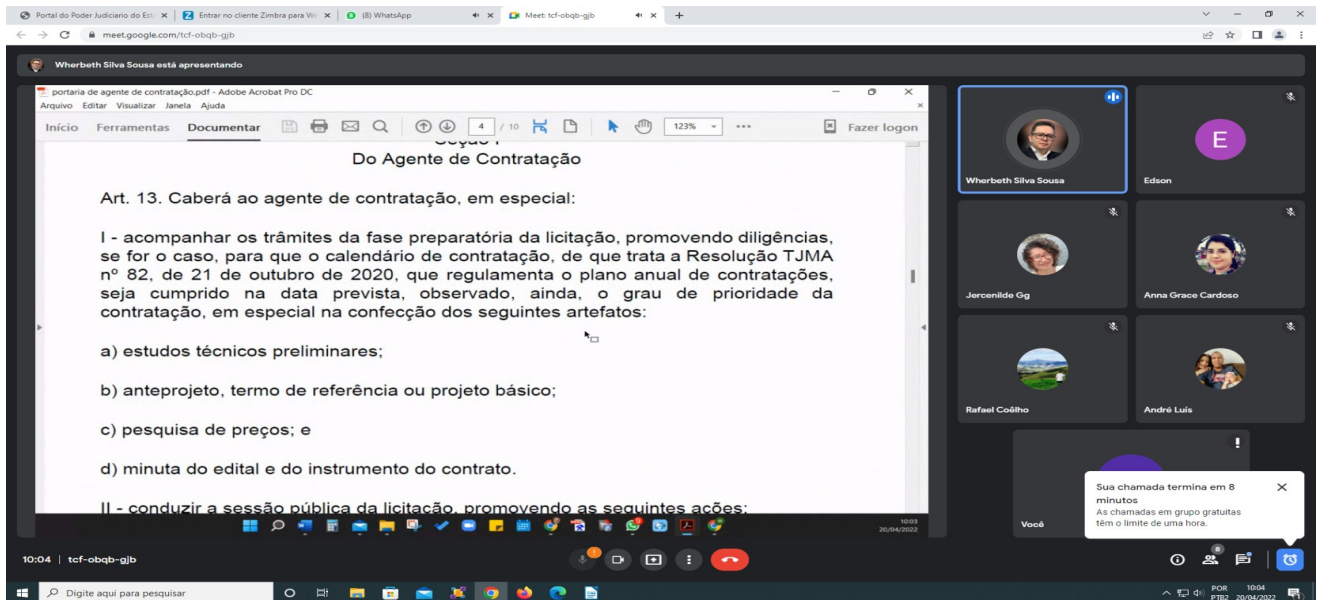 Portal do Poder Judiciario do Est
Entrar no cliente Zimbra para We
(8) WhatsApp
Meet: tcf-obqb-gjb
meet.google.com/tcf-obqb-gjb
Wherbeth Silva Sousa está apresentando
portaria de agente de contratação.pdf - Adobe Acrobat Pro DC
Arquivo Editar Visualizar Janela Ajuda
Início Ferramentas Documentar 4 / 10 123% Fazer logon
Do Agente de Contratação
Art. 13. Caberá ao agente de contratação, em especial:
I - acompanhar os trâmites da fase preparatória da licitação, promovendo diligências,
se for o caso, para que o calendário de contratação, de que trata a Resolução TJMA
nº 82, de 21 de outubro de 2020, que regulamenta o plano anual de contratações,
seja cumprido na data prevista, observado, ainda, o grau de prioridade da
contratação, em especial na confecção dos seguintes artefatos:
a) estudos técnicos preliminares;
b) anteprojeto, termo de referência ou projeto básico;
c) pesquisa de preços; e
d) minuta do edital e do instrumento do contrato.
II - conduzir a sessão pública da licitação, promovendo as seguintes ações:
10:03
20/04/2022
Wherbeth Silva Sousa
E
Edson
Jercenilde Gg
Anna Grace Cardoso
Rafael Coêlho
André Luis
Você
Sua chamada termina em 8
minutos
As chamadas em grupo gratuitas
têm o limite de uma hora.
10:04 | tcf-obqb-gjb
8
Digite aqui para pesquisar
POR
PTB2
10:04
20/04/2022